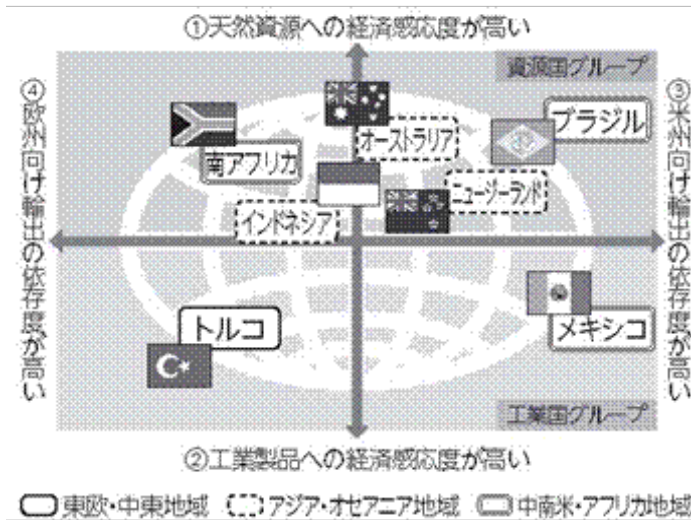 ①天然資源への経済感応度が高い
資源国グループ
④欧州向け輸出の依存度が高い
③米州向け輸出の依存度が高い
ブラジル
オーストラリア
南アフリカ
ニュージーランド
インドネシア
トルコ
メキシコ
工業国グループ
②工業製品への経済感応度が高い
東欧・中東地域 アジア・オセアニア地域 中南米・アフリカ地域